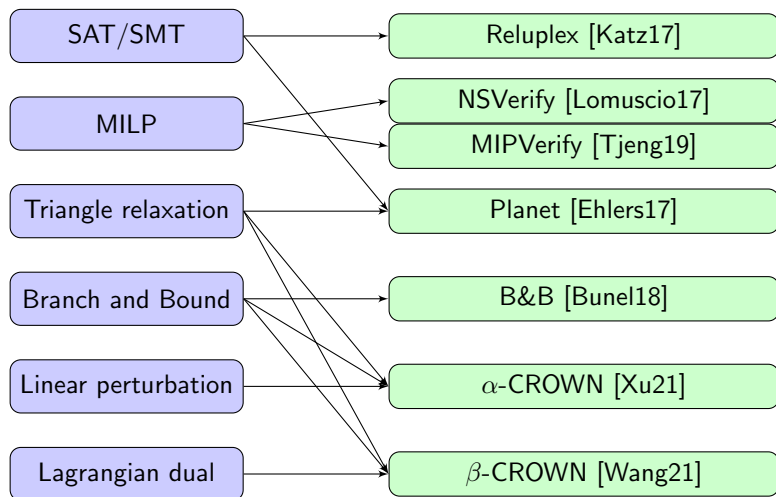 SAT/SMT
Reluplex [Katz17]
NSVerify [Lomuscio17]
MILP
MIPVerify [Tjeng19]
Triangle relaxation
Planet [Ehlers17]
Branch and Bound
B&B [Bunel18]
Linear perturbation
α-CROWN [Xu21]
Lagrangian dual
β-CROWN [Wang21]